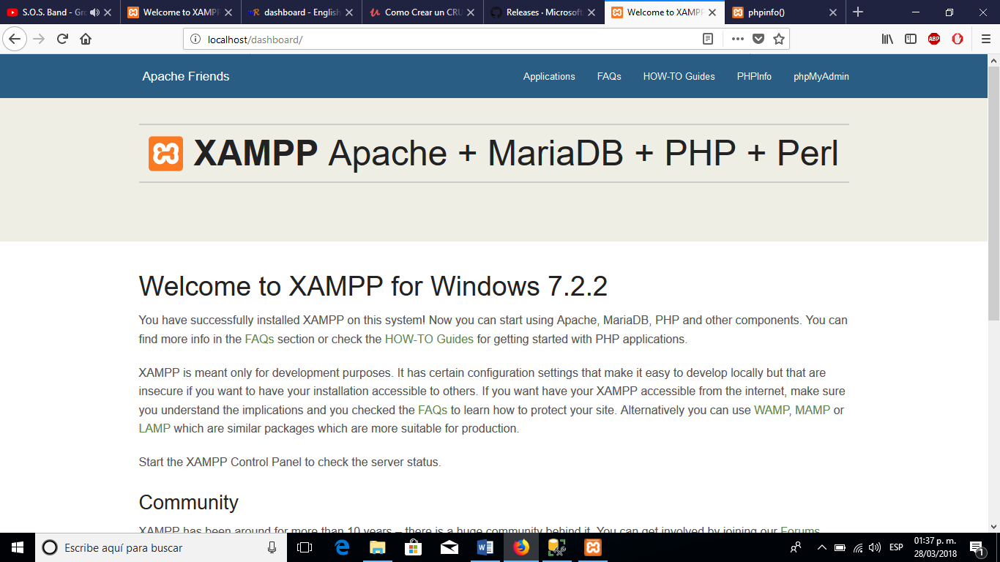 S.O.S. Band - Gro
Welcome to XAMPP
dashboard - English
Como Crear un CRU
Releases · Microsoft
Welcome to XAMPP
phpinfo()
localhost/dashboard/
ABP
Apache Friends
Applications
FAQs
HOW-TO Guides
PHPInfo
phpMyAdmin
XAMPP Apache + MariaDB + PHP + Perl
Welcome to XAMPP for Windows 7.2.2
You have successfully installed XAMPP on this system! Now you can start using Apache, MariaDB, PHP and other components. You can
find more info in the FAQs section or check the HOW-TO Guides for getting started with PHP applications.
XAMPP is meant only for development purposes. It has certain configuration settings that make it easy to develop locally but that are
insecure if you want to have your installation accessible to others. If you want have your XAMPP accessible from the internet, make sure
you understand the implications and you checked the FAQs to learn how to protect your site. Alternatively you can use WAMP, MAMP or
LAMP which are similar packages which are more suitable for production.
Start the XAMPP Control Panel to check the server status.
Community
XAMPP has been around for more than 10 years – there is a huge community behind it. You can get involved by joining our Forums,
Escribe aquí para buscar
ESP
01:37 p. m.
28/03/2018
1